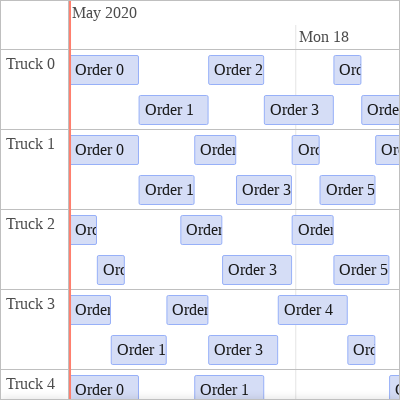 May 2020
Mon 18
Truck 0
Order 0
Order 2
Orc
Order 1
Order 3
Orde
Truck 1
Order 0
Order
Orc
Or
Order 1
Order 3
Order 5
Truck 2
Orc
Order
Order
Orc
Order 3
Order 5
Truck 3
Order
Order
Order 4
Order 1
Order 3
Orc
Truck 4
Order 0
Order 1